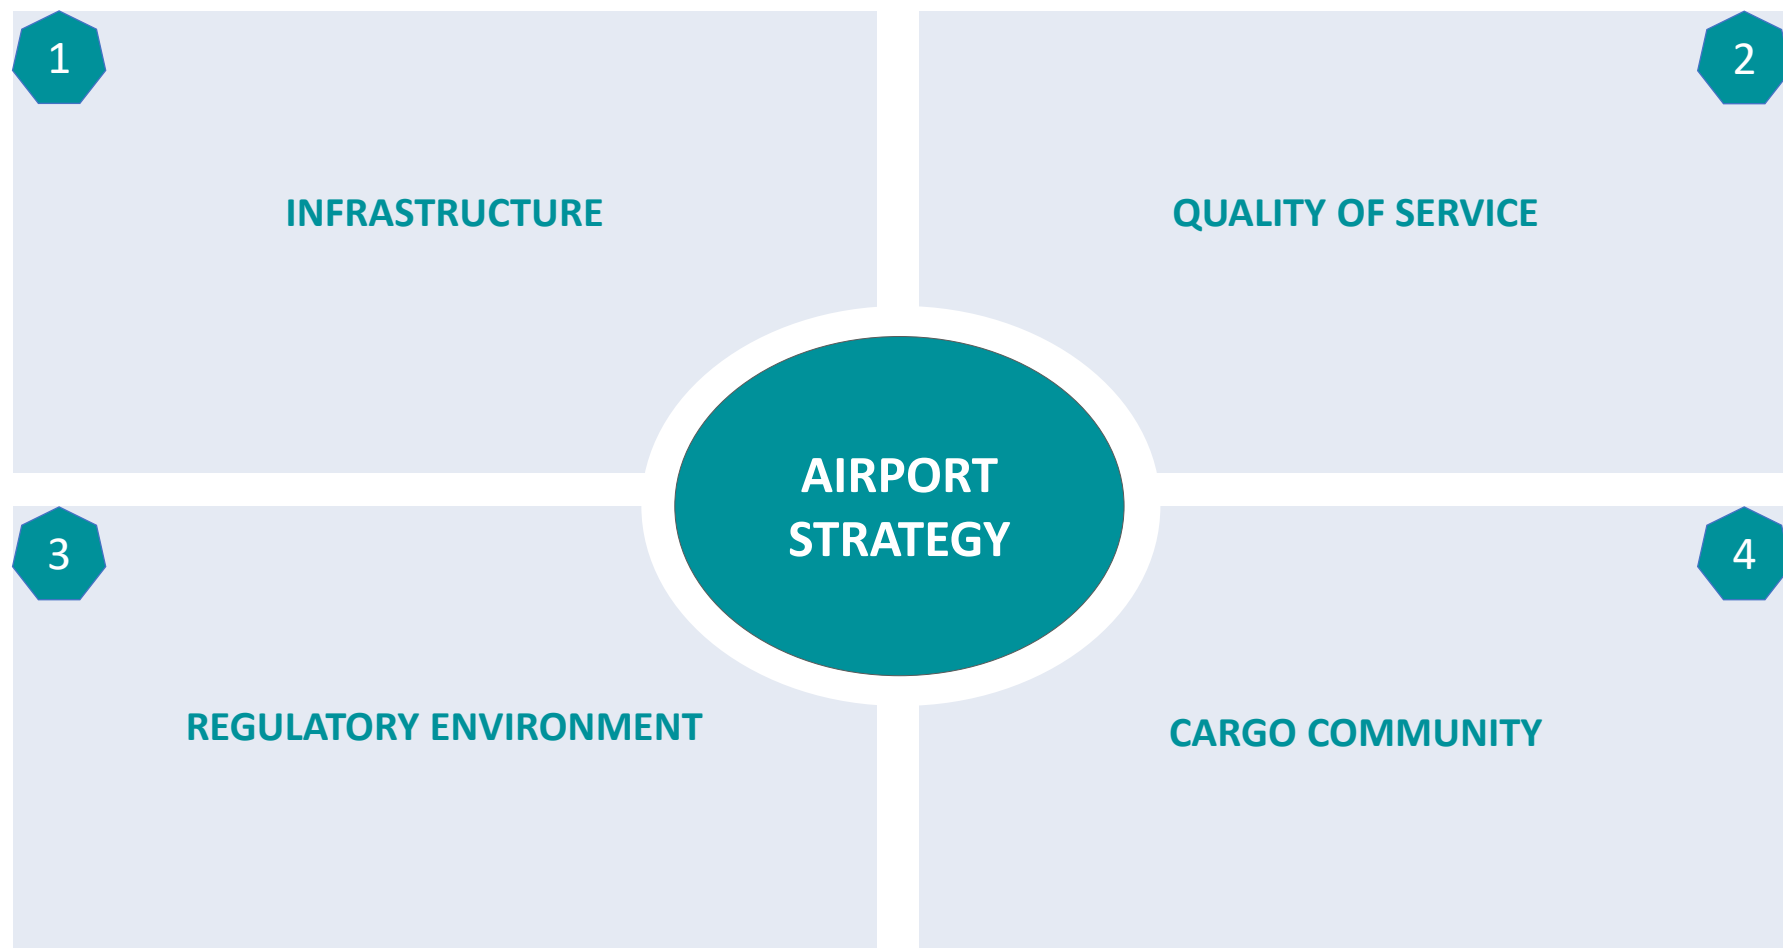 1
INFRASTRUCTURE
2
QUALITY OF SERVICE
AIRPORT
STRATEGY
3
REGULATORY ENVIRONMENT
4
CARGO COMMUNITY